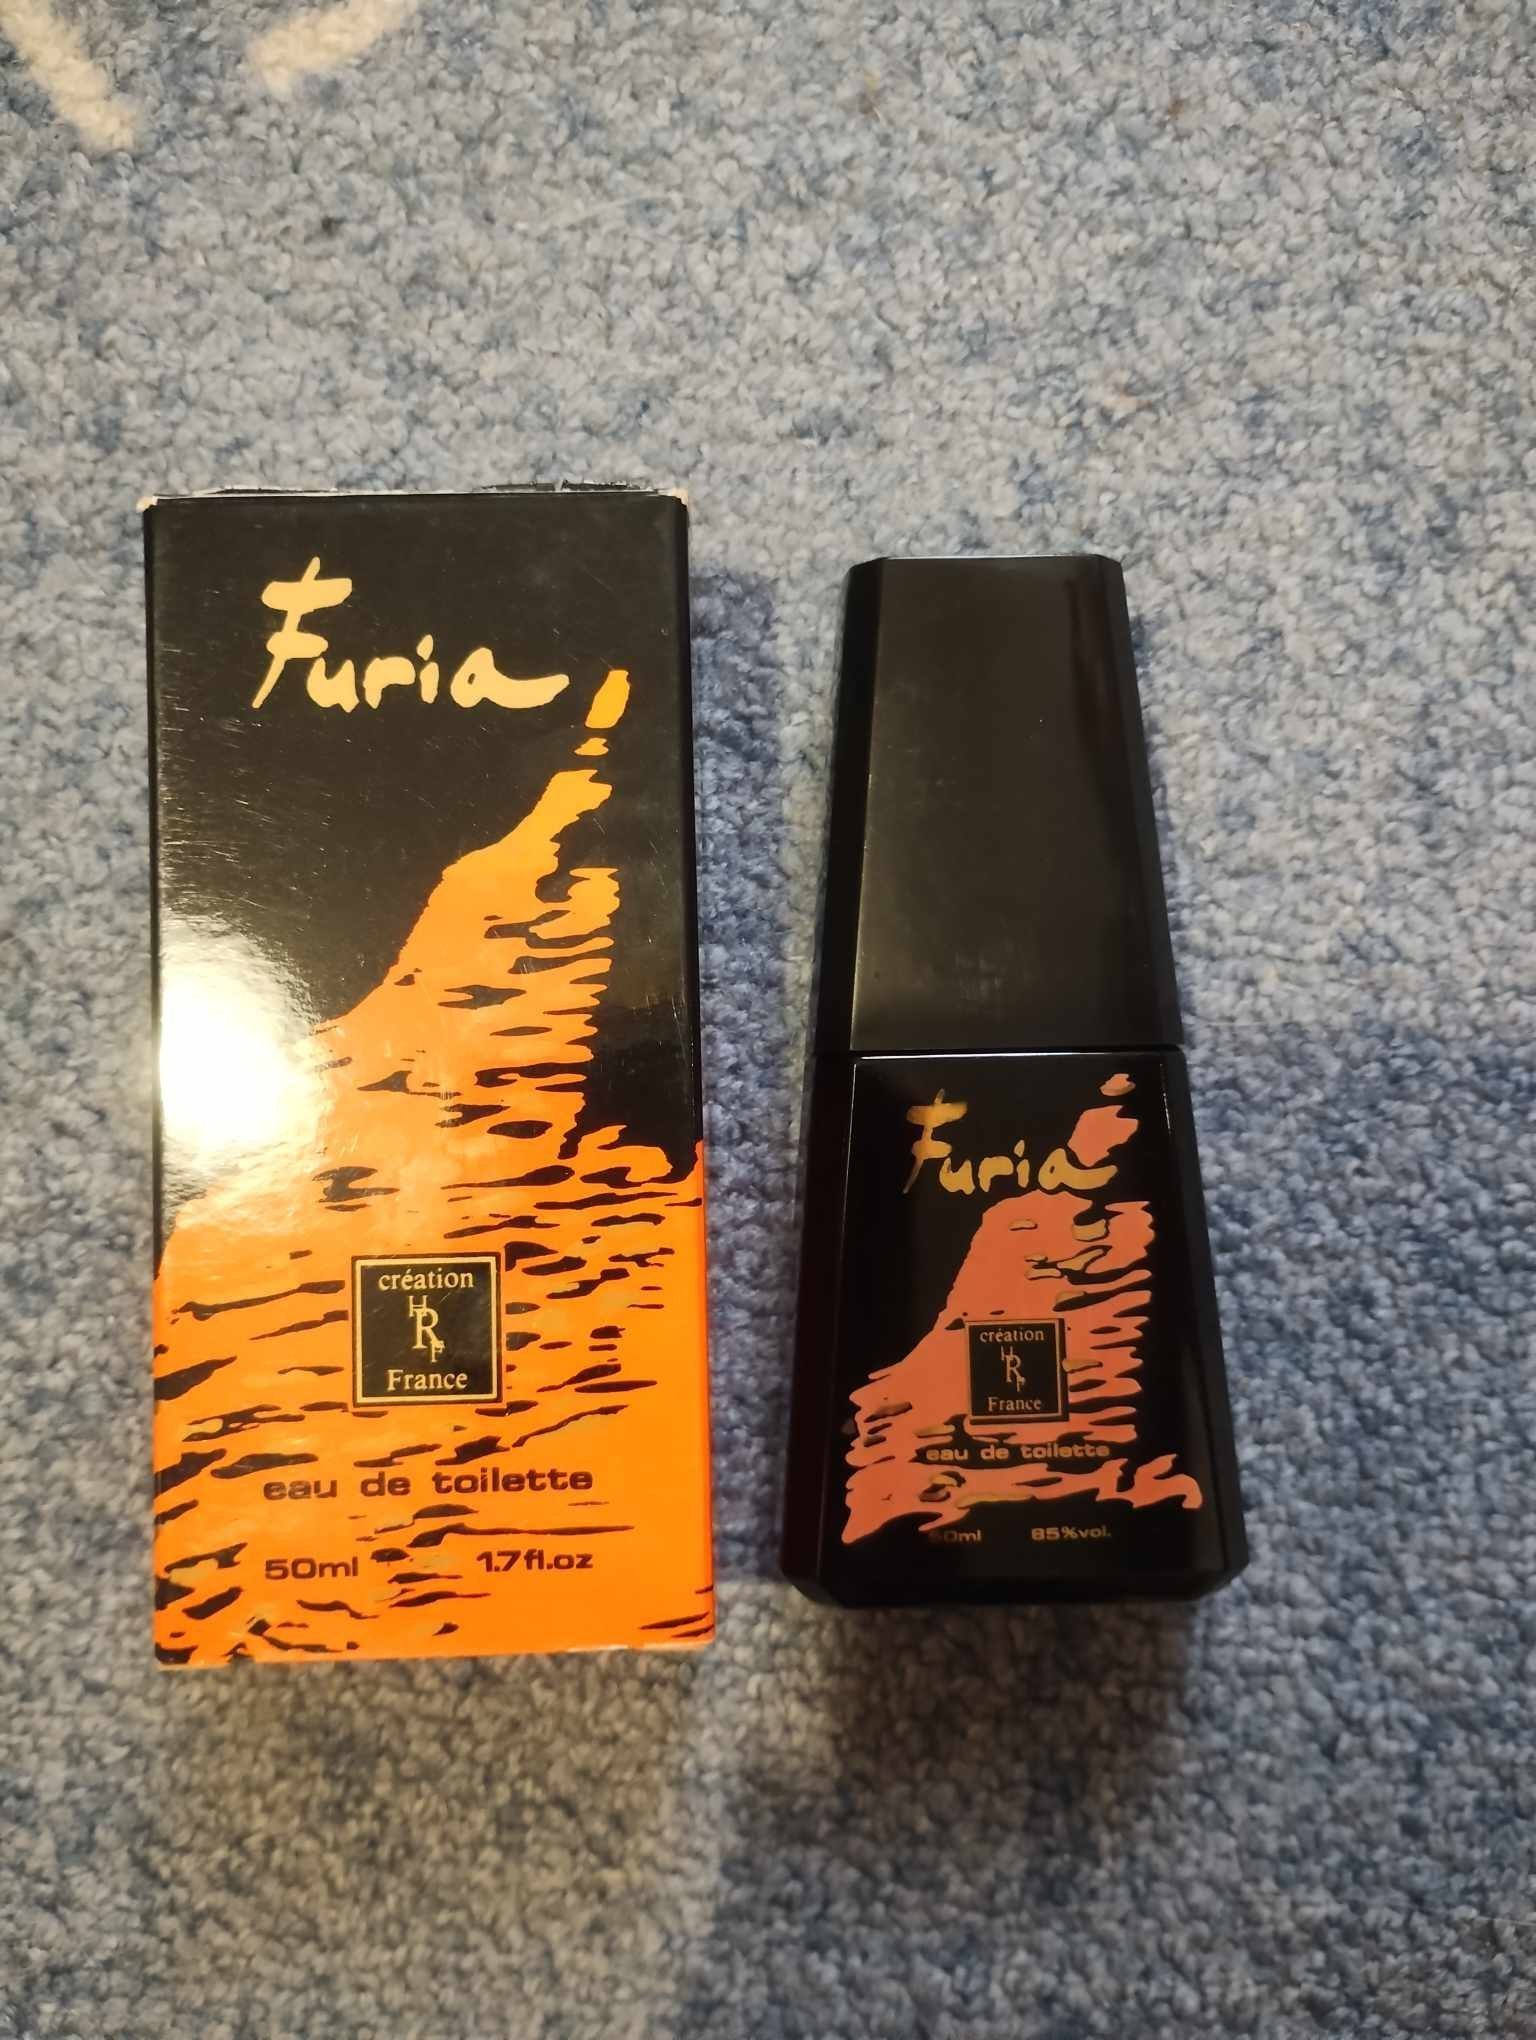 Furia
création
HRF
France
eau de toilette
50ml 1.7fl.oz
Furia
création
HRF
France
eau de toilette
50ml 85%vol.